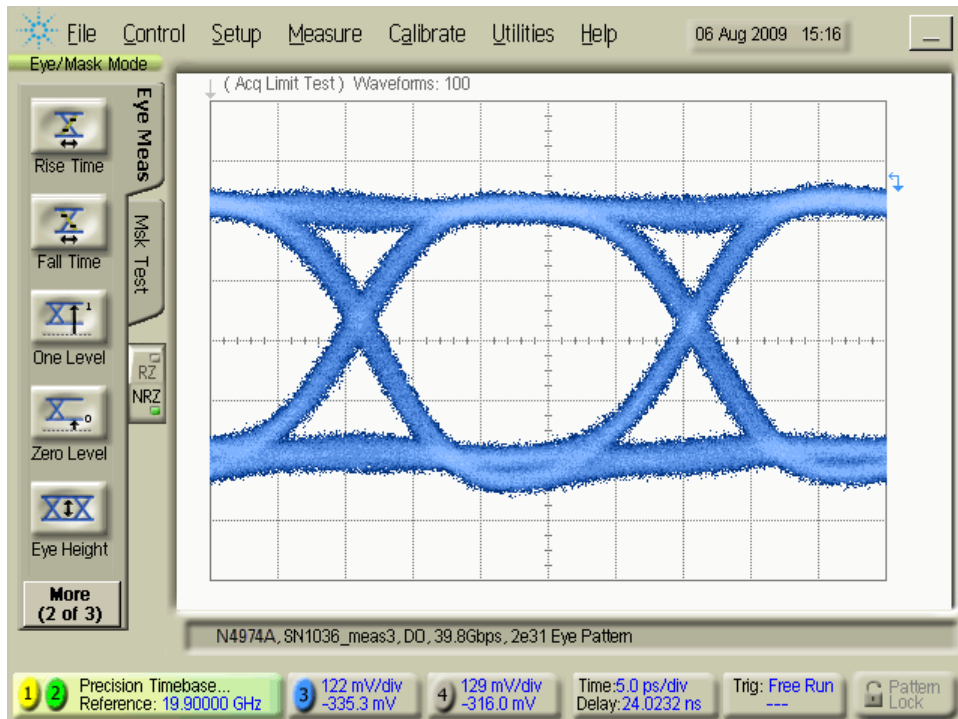 File Control Setup Measure Calibrate Utilities Help 06 Aug 2009 15:16
Eye/Mask Mode
( Acq Limit Test ) Waveforms: 100
Eye Meas
Msk Test
Rise Time
Fall Time
1
One Level
RZ
NRZ
0
Zero Level
Eye Height
More
(2 of 3)
N4974A, SN1036_meas3, DO, 39.8Gbps, 2e31 Eye Pattern
1 2 Precision Timebase...
Reference: 19.90000 GHz
3 122 mV/div
-335.3 mV
4 129 mV/div
-316.0 mV
Time:5.0 ps/div
Delay:24.0232 ns
Trig: Free Run
---
Pattern
Lock